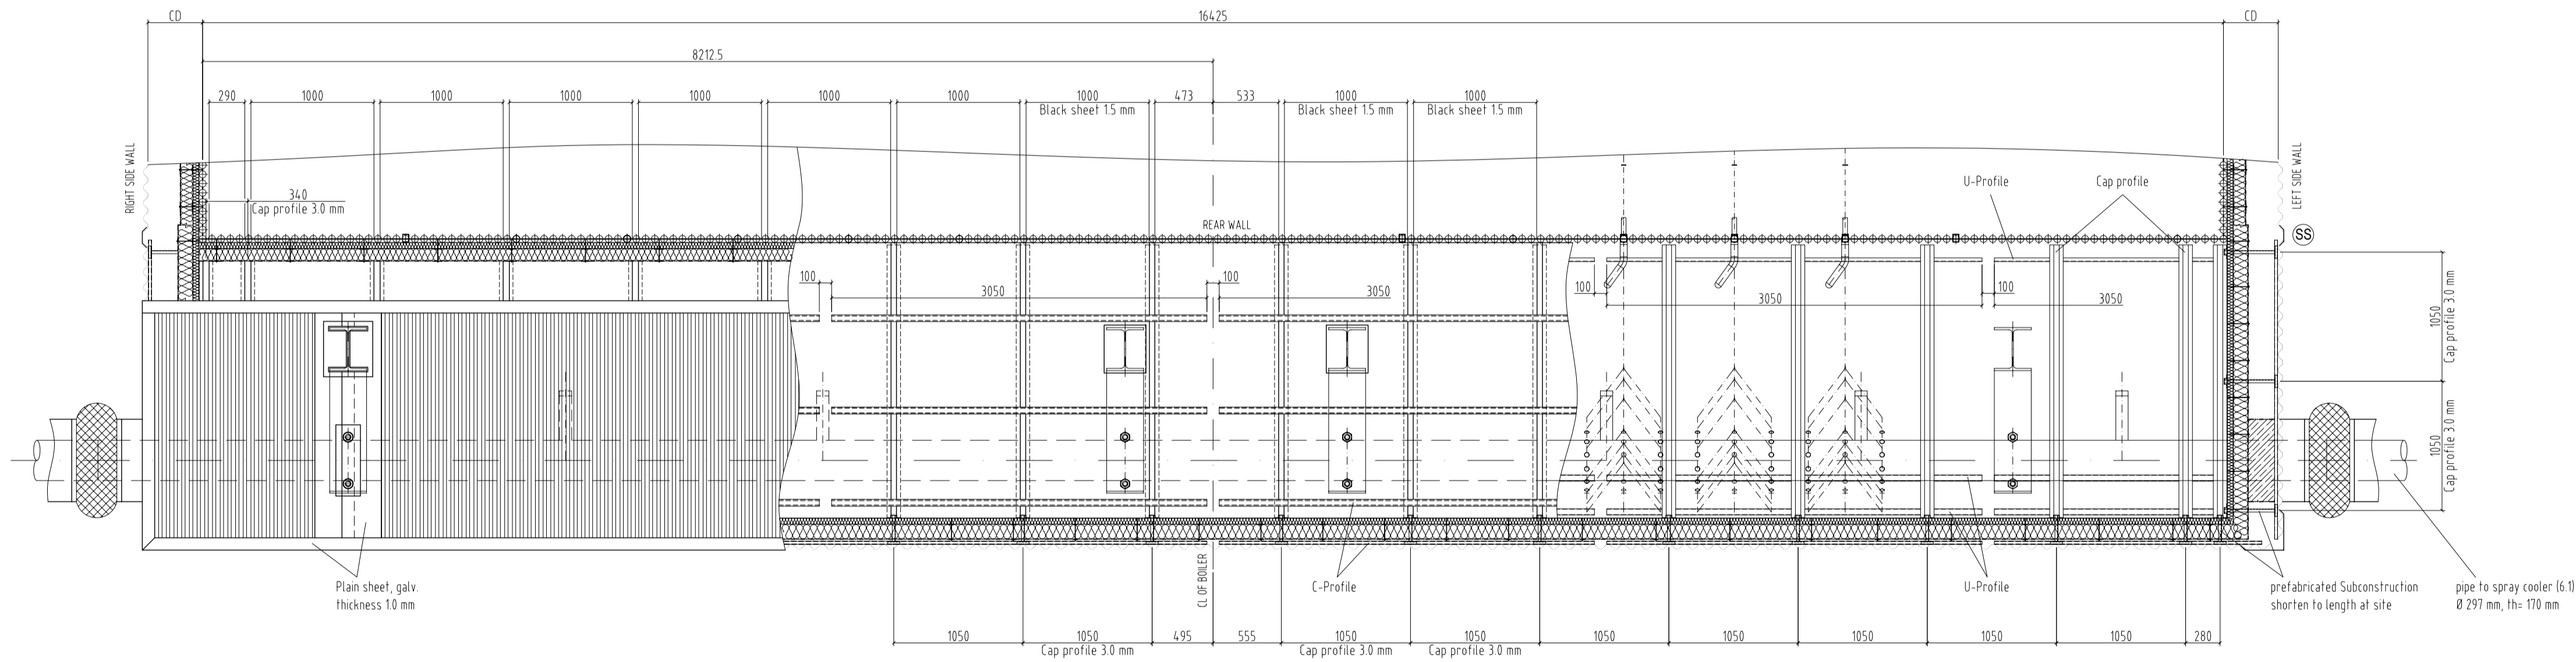 CD
16425
CD
8212.5
290
1000
1000
1000
1000
1000
1000
1000
Black sheet 1.5 mm
473
533
1000
Black sheet 1.5 mm
1000
Black sheet 1.5 mm
RIGHT SIDE WALL
LEFT SIDE WALL
340
Cap profile 3.0 mm
U-Profile
Cap profile
REAR WALL
SS
100
3050
100
3050
100
3050
100
3050
1050
Cap profile 3.0 mm
1050
Cap profile 3.0 mm
Plain sheet, galv.
thickness 1.0 mm
CL OF BOILER
C-Profile
U-Profile
prefabricated Subconstruction
shorten to length at site
pipe to spray cooler (6.1)
Ø 297 mm, th= 170 mm
1050
1050
Cap profile 3.0 mm
495
555
1050
Cap profile 3.0 mm
1050
Cap profile 3.0 mm
1050
1050
1050
1050
1050
280